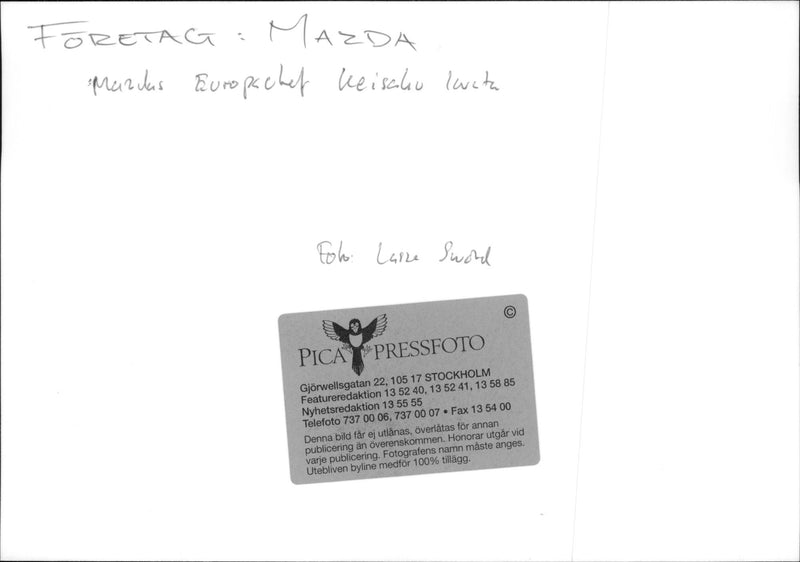 FÖRETAG : MAZDA
:Mazdas Europachef Keisaku Iwata
Foto: Lasse Swärd
©
PICA PRESSFOTO
Gjörwellsgatan 22, 105 17 STOCKHOLM
Featureredaktion 13 52 40, 13 52 41, 13 58 85
Nyhetsredaktion 13 55 55
Telefoto 737 00 06, 737 00 07 • Fax 13 54 00
Denna bild får ej utlånas, överlåtas för annan
publicering än överenskommen. Honorar utgår vid
varje publicering. Fotografens namn måste anges.
Utebliven byline medför 100% tillägg.